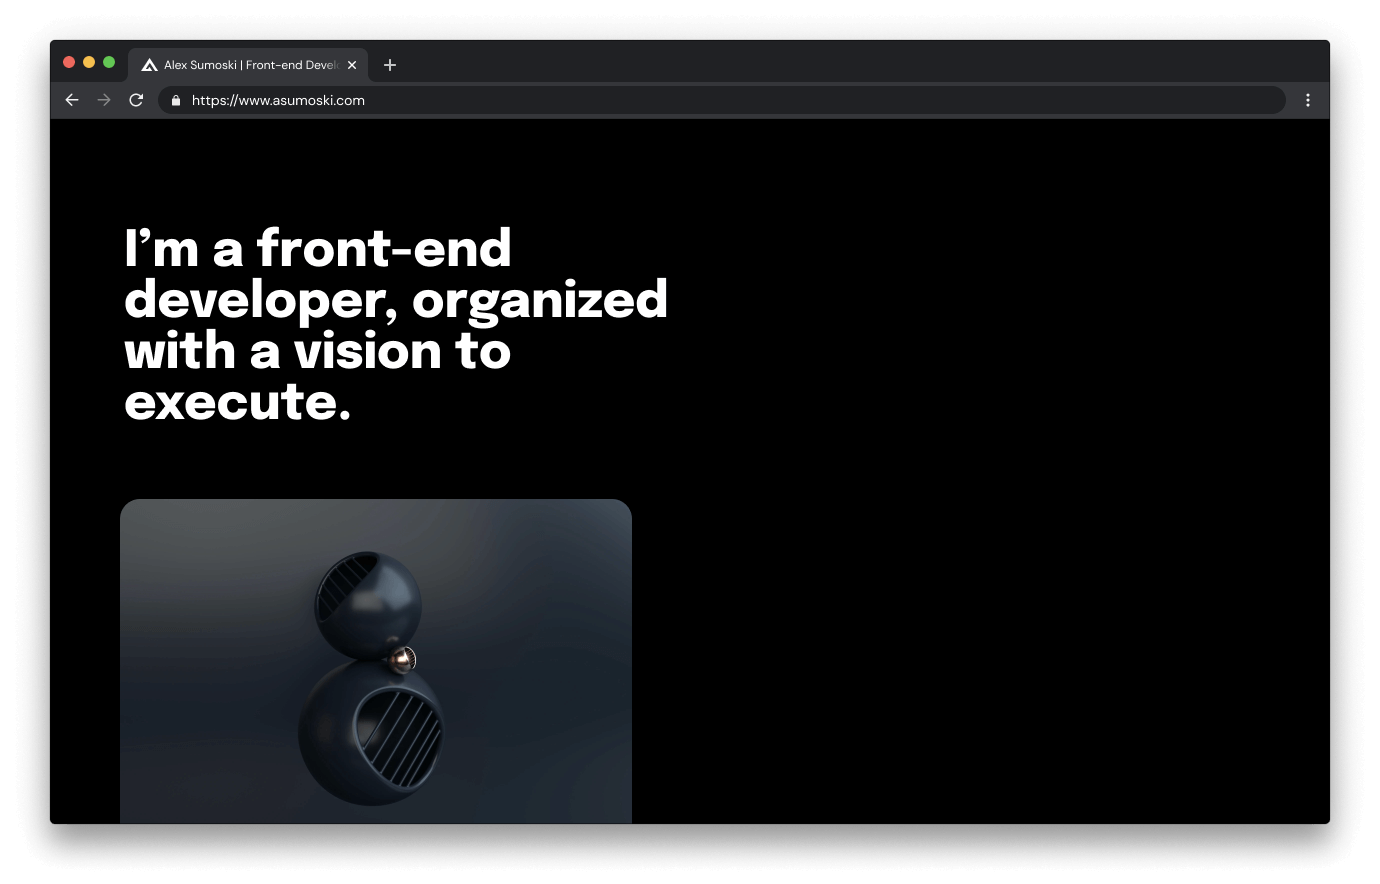 Alex Sumoski | Front-end Devel
https://www.asumoski.com
I’m a front-end
developer, organized
with a vision to
execute.